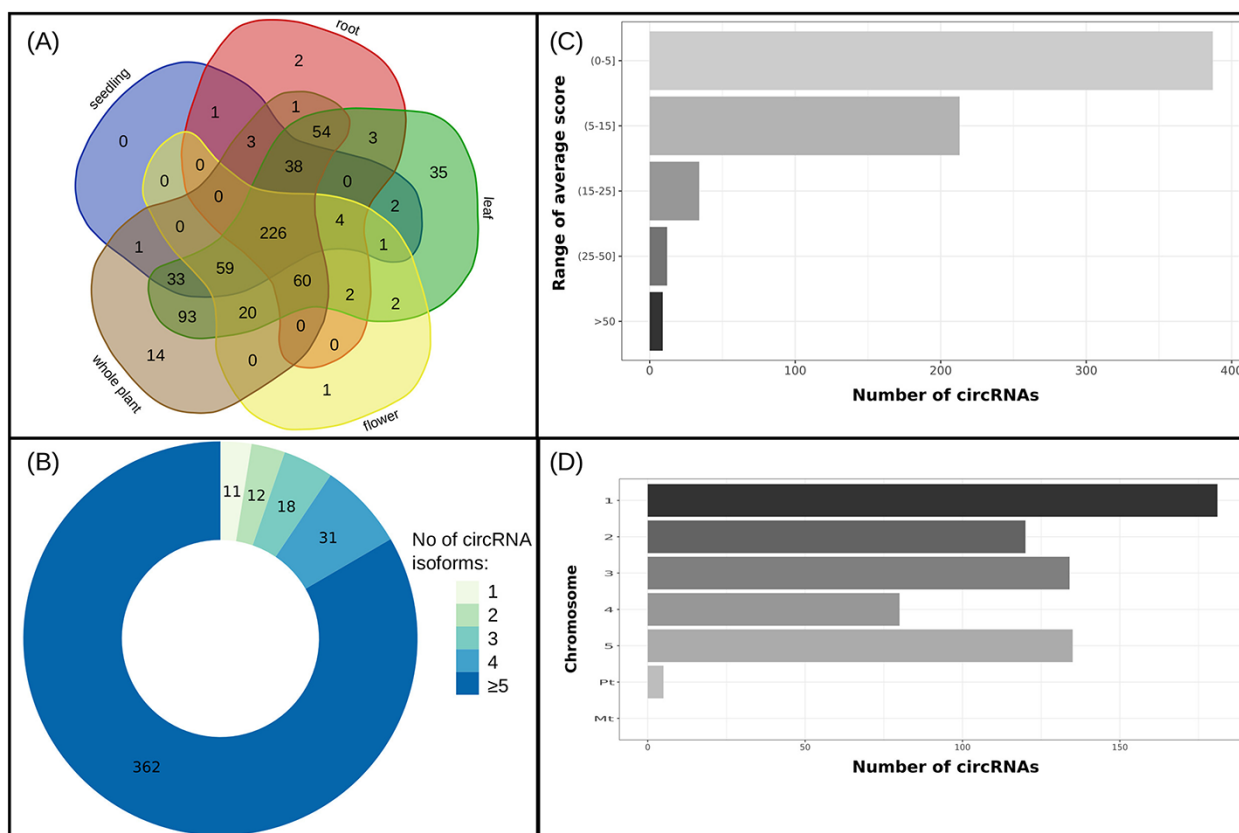 (A)
root
seedling
leaf
whole plant
flower
2
1
1
0
3
54
3
35
0
0
38
0
2
0
4
226
0
1
1
33
59
60
2
2
93
20
0
0
14
0
1
(B)
11
12
18
31
362
No of circRNA
isoforms:
1
2
3
4
≥5
(C)
Range of average score
(0-5]
(5-15]
(15-25]
(25-50]
>50
0 100 200 300 400
Number of circRNAs
(D)
Chromosome
1
2
3
4
5
Pt
Mt
0 50 100 150
Number of circRNAs